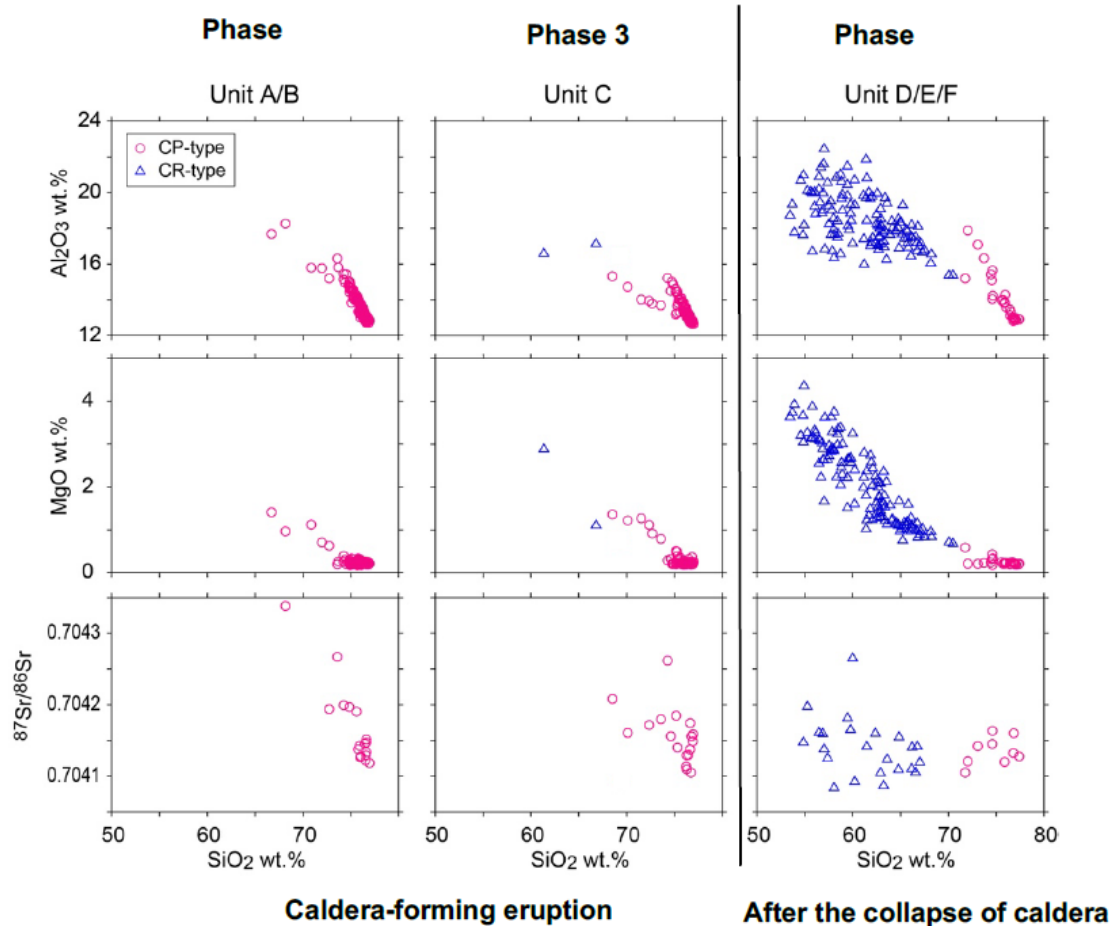 Phase
Phase 3
Phase
Unit A/B
Unit C
Unit D/E/F
CP-type
CR-type
Al2O3 wt.%
24
20
16
12
MgO wt.%
4
2
0
87Sr/86Sr
0.7043
0.7042
0.7041
50 60 70
50 60 70
50 60 70 80
SiO2 wt.%
SiO2 wt.%
SiO2 wt.%
Caldera-forming eruption
After the collapse of caldera